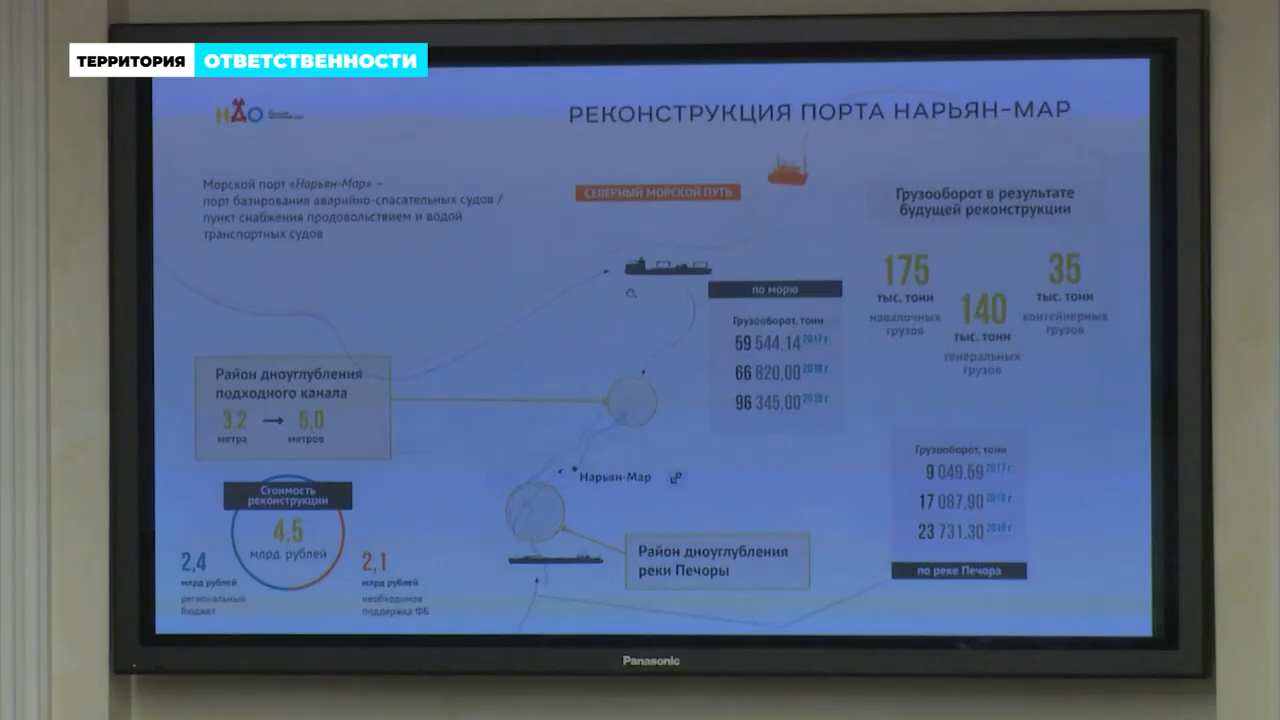 ТЕРРИТОРИЯ ОТВЕТСТВЕННОСТИ
НАО
РЕКОНСТРУКЦИЯ ПОРТА НАРЬЯН-МАР
Морской порт «Нарьян-Мар» –
порт базирования аварийно-спасательных судов /
пункт снабжения продовольствием и водой
транспортных судов
СЕВЕРНЫЙ МОРСКОЙ ПУТЬ
Грузооборот в результате
будущей реконструкции
175
тыс. тонн
навалочных
грузов
140
тыс. тонн
генеральных
грузов
35
тыс. тонн
контейнерных
грузов
по морю
Грузооборот, тонн
59 544,14 2017 г.
66 820,00 2018 г.
96 345,00 2019 г.
Район дноуглубления
подходного канала
3,2 → 5,0
метра метров
Нарьян-Мар
Стоимость
реконструкции
4,5
млрд. рублей
2,4
млрд рублей
региональный
бюджет
2,1
млрд рублей
необходимая
поддержка ФБ
Район дноуглубления
реки Печоры
Грузооборот, тонн
9 049,59 2017 г.
17 087,90 2018 г.
23 731,30 2019 г.
по реке Печора
Panasonic